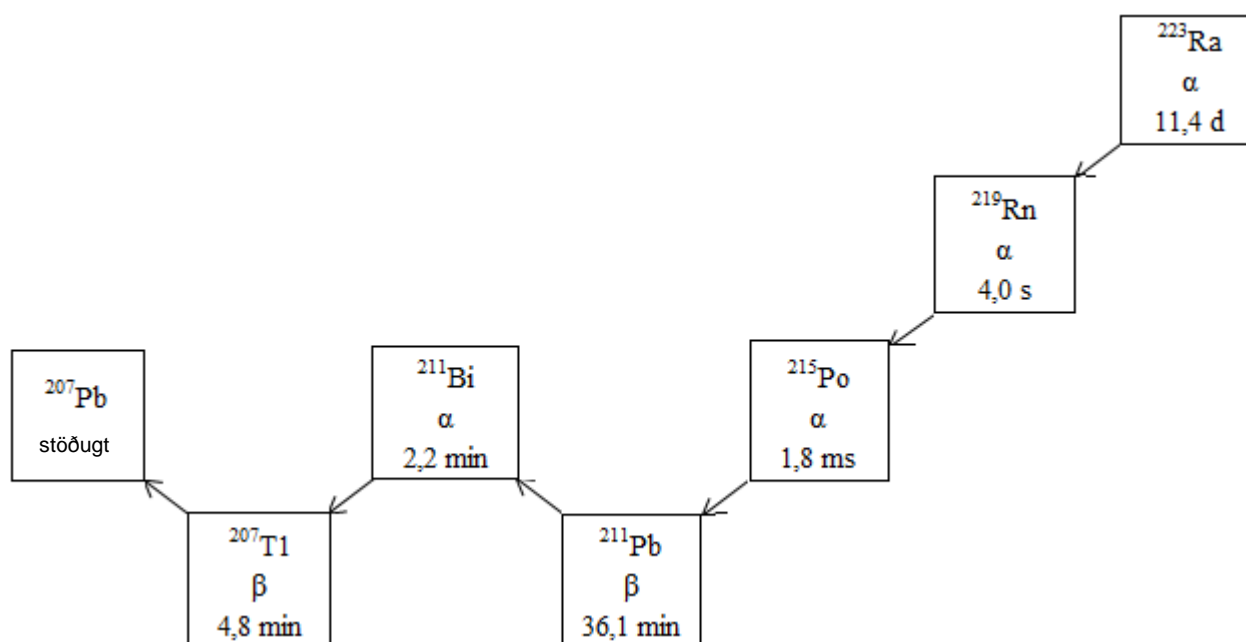 ²²³Ra
α
11,4 d
²¹⁹Rn
α
4,0 s
²¹⁵Po
α
1,8 ms
²¹¹Bi
α
2,2 min
²⁰⁷Pb
stöðugt
²⁰⁷T1
β
4,8 min
²¹¹Pb
β
36,1 min